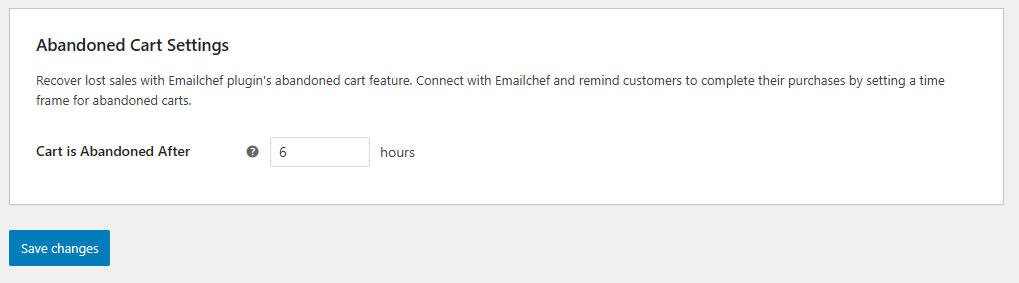 Abandoned Cart Settings
Recover lost sales with Emailchef plugin's abandoned cart feature. Connect with Emailchef and remind customers to complete their purchases by setting a time
frame for abandoned carts.
Cart is Abandoned After ? 6 hours
Save changes